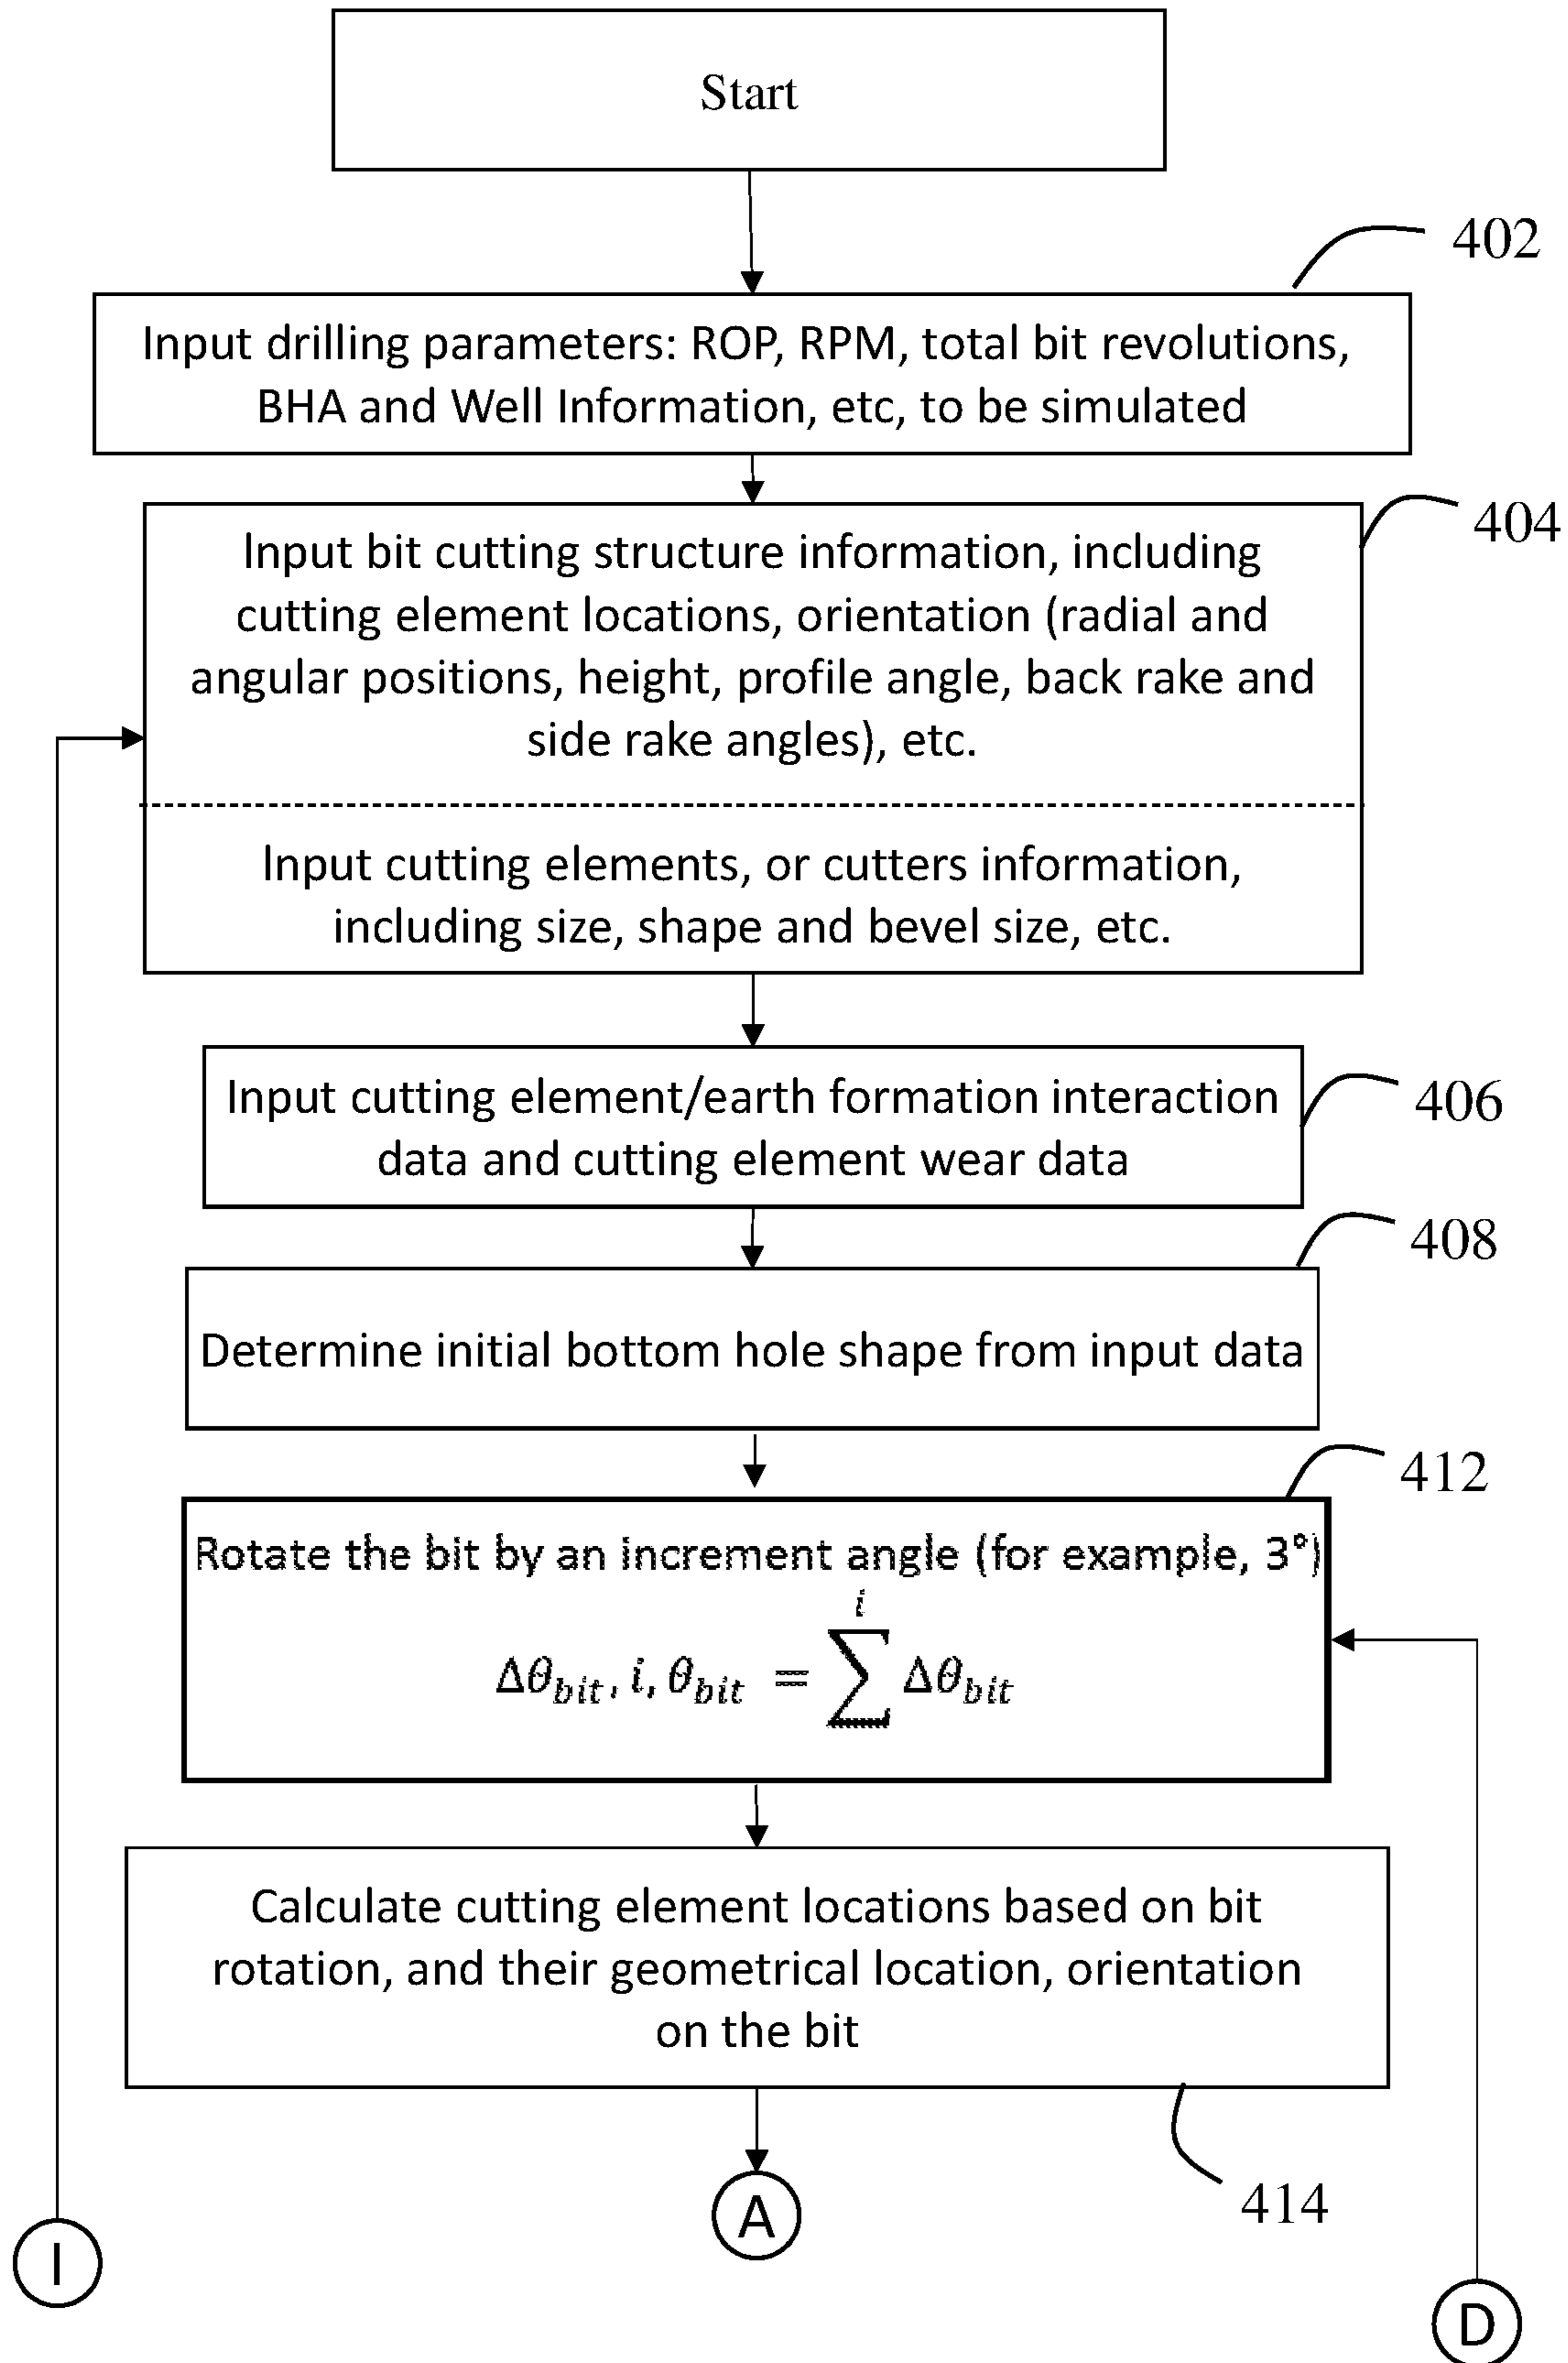 Start
402
Input drilling parameters: ROP, RPM, total bit revolutions,
BHA and Well Information, etc, to be simulated
404
Input bit cutting structure information, including
cutting element locations, orientation (radial and
angular positions, height, profile angle, back rake and
side rake angles), etc.
Input cutting elements, or cutters information,
including size, shape and bevel size, etc.
406
Input cutting element/earth formation interaction
data and cutting element wear data
408
Determine initial bottom hole shape from input data
412
Rotate the bit by an increment angle (for example, 3°)
i
Δθbit, i, θbit = ∑ Δθbit
Calculate cutting element locations based on bit
rotation, and their geometrical location, orientation
on the bit
414
A
I
D